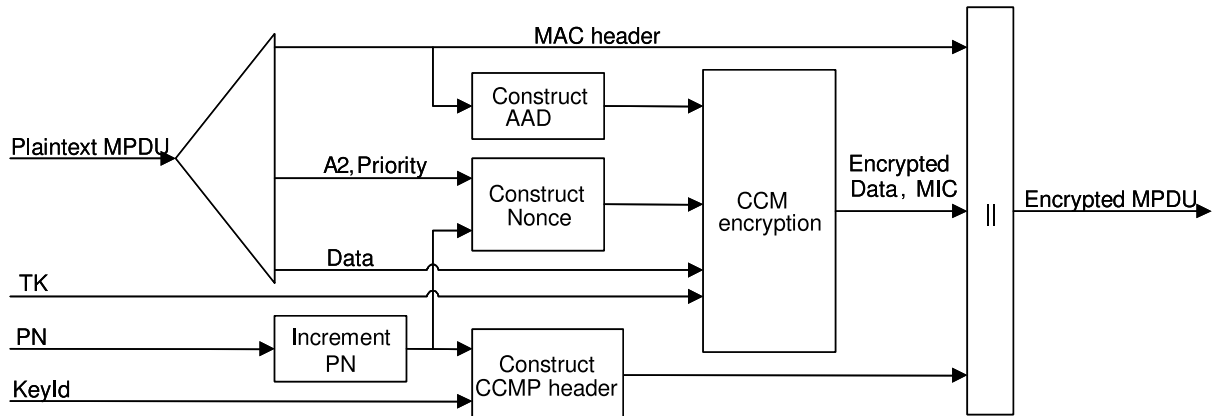 MAC header
Construct
AAD
Plaintext MPDU
A2,Priority
Construct
Nonce
CCM
encryption
Encrypted
Data, MIC
||
Encrypted MPDU
Data
TK
PN
Increment
PN
Construct
CCMP header
KeyId